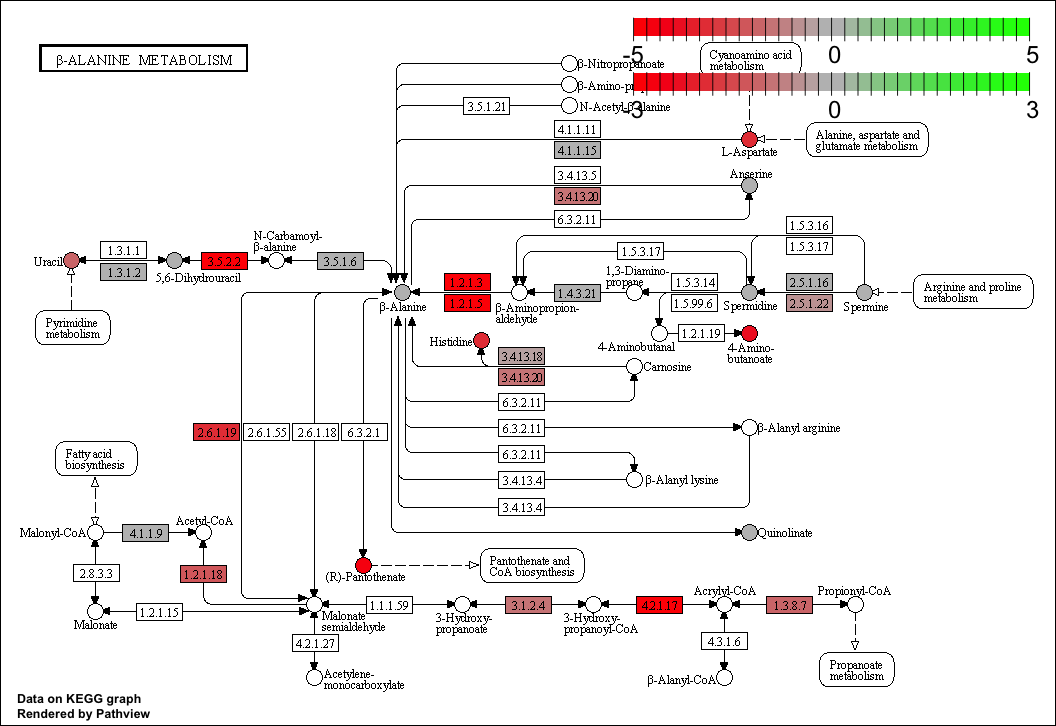 β-ALANINE METABOLISM
-5
0
5
-3
0
3
Cyanoamino acid
metabolism
β-Nitropropanoate
N-Acetyl-β-alanine
3.5.1.21
4.1.1.11
4.1.1.15
L-Aspartate
Alanine, aspartate and
glutamate metabolism
3.4.13.5
3.4.13.20
6.3.2.11
Anserine
1.5.3.16
1.5.3.17
1.5.3.17
Uracil
1.3.1.1
1.3.1.2
5,6-Dihydrouracil
3.5.2.2
N-Carbamoyl-
β-alanine
3.5.1.6
β-Alanine
1.2.1.3
1.2.1.5
β-Aminopropion-
aldehyde
1.4.3.21
1,3-Diamino-
propane
1.5.3.14
1.5.99.6
Spermidine
2.5.1.16
2.5.1.22
Spermine
Arginine and proline
metabolism
Pyrimidine
metabolism
4-Aminobutanal
1.2.1.19
4-Amino-
butanoate
Histidine
3.4.13.18
3.4.13.20
Carnosine
6.3.2.11
2.6.1.19
2.6.1.55
2.6.1.18
6.3.2.1
6.3.2.11
β-Alanyl arginine
6.3.2.11
3.4.13.4
β-Alanyl lysine
3.4.13.4
Fatty acid
biosynthesis
Malonyl-CoA
4.1.1.9
Acetyl-CoA
Quinolinate
2.8.3.3
1.2.1.18
(R)-Pantothenate
Pantothenate and
CoA biosynthesis
Malonate
1.2.1.15
Malonate
semialdehyde
1.1.1.59
3-Hydroxy-
propanoate
3.1.2.4
3-Hydroxy-
propanoyl-CoA
4.2.1.17
Acrylyl-CoA
1.3.8.7
Propionyl-CoA
4.2.1.27
Acetylene-
monocarboxylate
4.3.1.6
β-Alanyl-CoA
Propanoate
metabolism
Data on KEGG graph
Rendered by Pathview